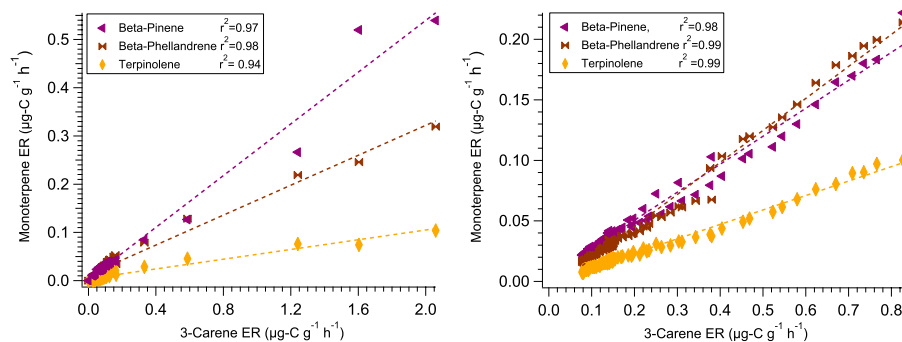 Beta-Pinene r²=0.97
Beta-Phellandrene r²=0.98
Terpinolene r²= 0.94
Monoterpene ER (µg-C g⁻¹ h⁻¹)
0.5
0.4
0.3
0.2
0.1
0.0
0.0 0.4 0.8 1.2 1.6 2.0
3-Carene ER (µg-C g⁻¹ h⁻¹)
Beta-Pinene, r²=0.98
Beta-Phellandrene r²=0.99
Terpinolene r²=0.99
Monoterpene ER (µg-C g⁻¹ h⁻¹)
0.20
0.15
0.10
0.05
0.00
0.0 0.1 0.2 0.3 0.4 0.5 0.6 0.7 0.8
3-Carene ER (µg-C g⁻¹ h⁻¹)